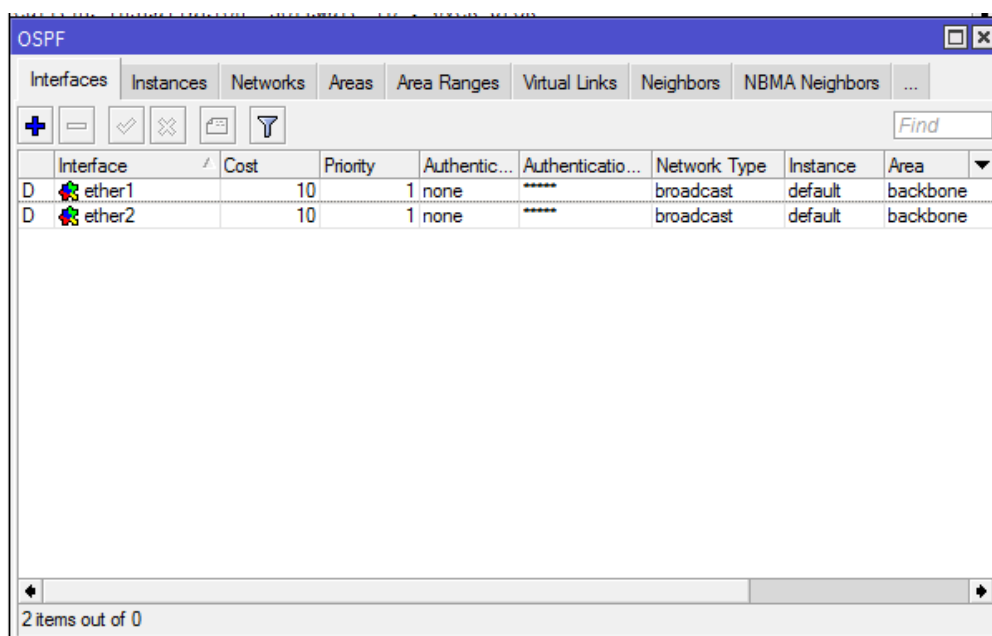 OSPF
Interfaces Instances Networks Areas Area Ranges Virtual Links Neighbors NBMA Neighbors ...
Find
Interface Cost Priority Authentic... Authenticatio... Network Type Instance Area
D ether1 10 1 none ***** broadcast default backbone
D ether2 10 1 none ***** broadcast default backbone
2 items out of 0